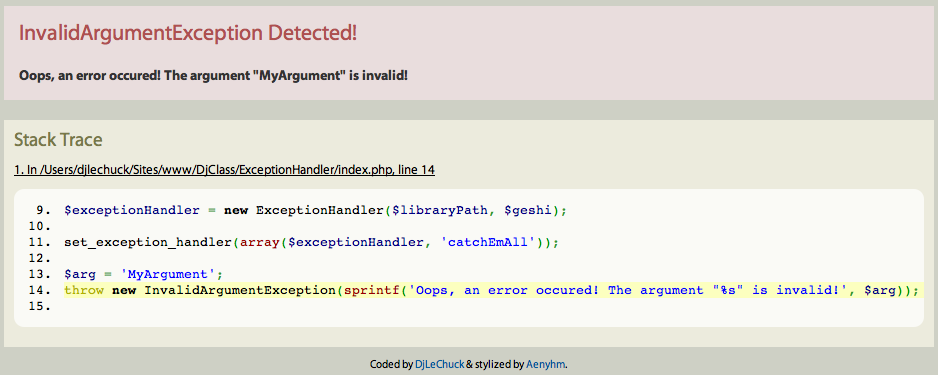 InvalidArgumentException Detected!
Oops, an error occured! The argument "MyArgument" is invalid!
Stack Trace
1. In /Users/djlechuck/Sites/www/DjClass/ExceptionHandler/index.php, line 14
9. $exceptionHandler = new ExceptionHandler($libraryPath, $geshi);
10.
11. set_exception_handler(array($exceptionHandler, 'catchEmAll'));
12.
13. $arg = 'MyArgument';
14. throw new InvalidArgumentException(sprintf('Oops, an error occured! The argument "%s" is invalid!', $arg));
15.
Coded by DjLeChuck & stylized by Aenyhm.